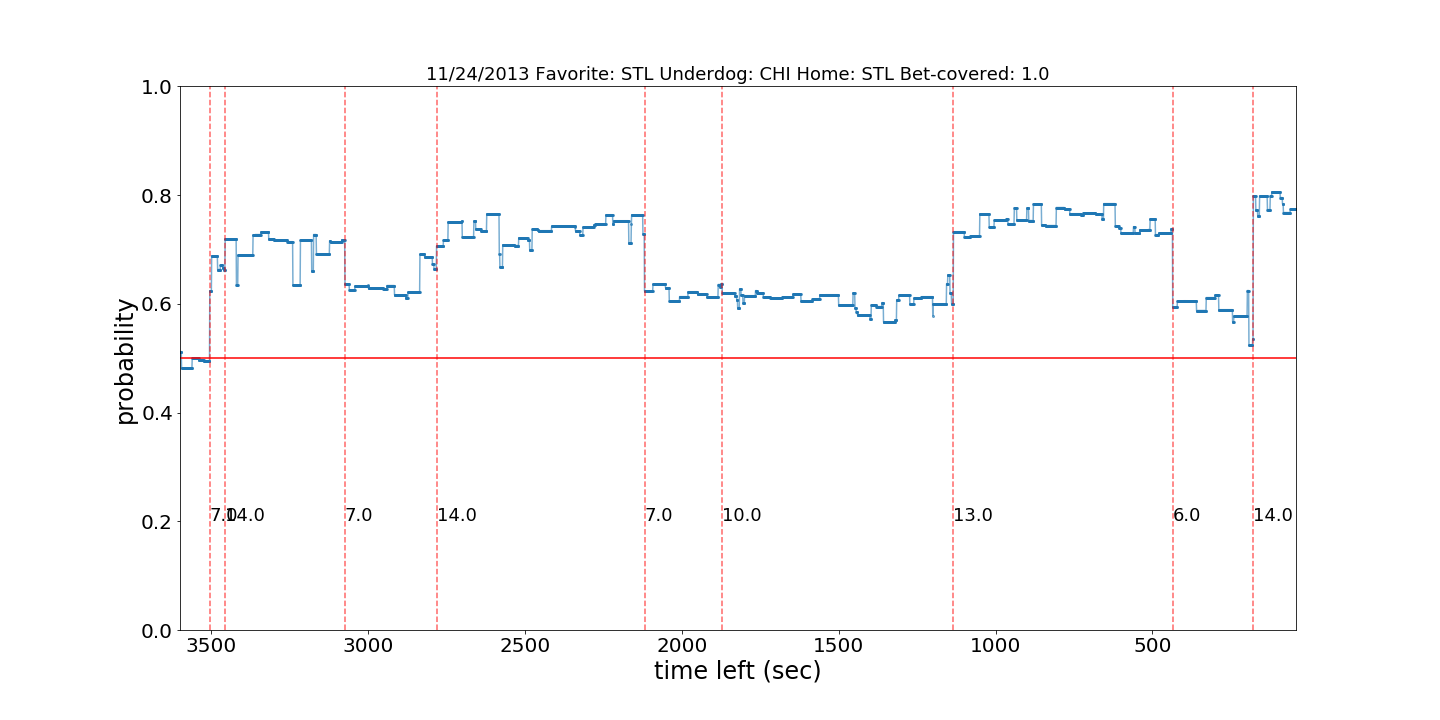 11/24/2013 Favorite: STL Underdog: CHI Home: STL Bet-covered: 1.0
1.0
0.8
0.6
0.4
0.2
0.0
probability
7.0 14.0 7.0 14.0 7.0 10.0 13.0 6.0 14.0
3500 3000 2500 2000 1500 1000 500
time left (sec)